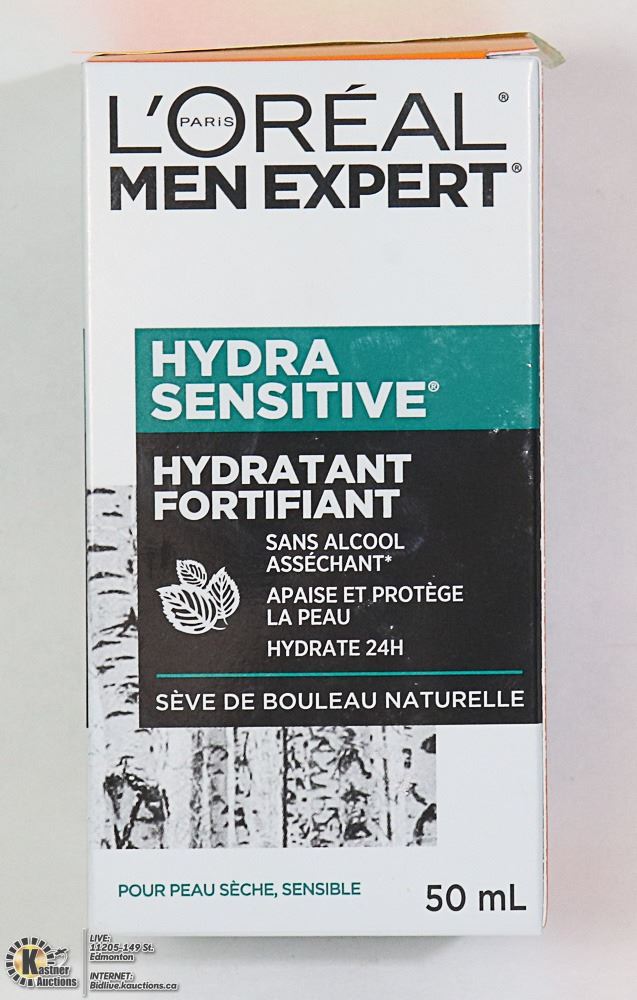 L'ORÉAL®
PARIS
MEN EXPERT®
HYDRA
SENSITIVE®
HYDRATANT
FORTIFIANT
SANS ALCOOL
ASSÉCHANT*
APAISE ET PROTÈGE
LA PEAU
HYDRATE 24H
SÈVE DE BOULEAU NATURELLE
POUR PEAU SÈCHE, SENSIBLE
50 mL
Kastner
Auctions
LIVE:
11205-149 St.
Edmonton
INTERNET:
Bidlive.kauctions.ca